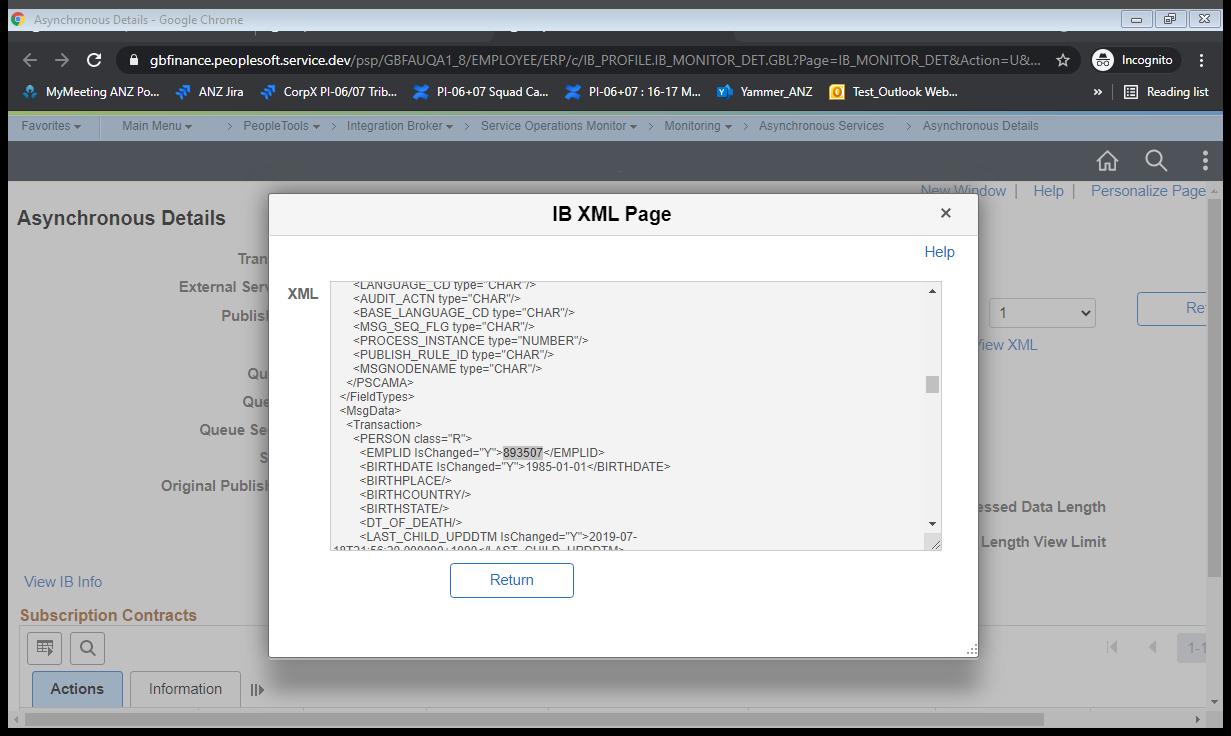 Asynchronous Details - Google Chrome
gbfinance.peoplesoft.service.dev/psp/GBFAUQA1_8/EMPLOYEE/ERP/c/IB_PROFILE.IB_MONITOR_DET.GBL?Page=IB_MONITOR_DET&Action=U&...
Incognito
MyMeeting ANZ Po...
ANZ Jira
CorpX PI-06/07 Trib...
PI-06+07 Squad Ca...
PI-06+07 : 16-17 M...
Yammer_ANZ
Test_Outlook Web...
»
Reading list
Favorites
Main Menu
> PeopleTools
> Integration Broker
> Service Operations Monitor
> Monitoring
> Asynchronous Services
> Asynchronous Details
New Window | Help | Personalize Page
Asynchronous Details
Tran
External Serv
Publish
Qu
Que
Queue Se
S
Original Publish
IB XML Page
×
Help
XML
<LANGUAGE_CD type="CHAR"/>
<AUDIT_ACTN type="CHAR"/>
<BASE_LANGUAGE_CD type="CHAR"/>
<MSG_SEQ_FLG type="CHAR"/>
<PROCESS_INSTANCE type="NUMBER"/>
<PUBLISH_RULE_ID type="CHAR"/>
<MSGNODENAME type="CHAR"/>
</PSCAMA>
</FieldTypes>
<MsgData>
<Transaction>
<PERSON class="R">
<EMPLID IsChanged="Y">893507</EMPLID>
<BIRTHDATE IsChanged="Y">1985-01-01</BIRTHDATE>
<BIRTHPLACE/>
<BIRTHCOUNTRY/>
<BIRTHSTATE/>
<DT_OF_DEATH/>
<LAST_CHILD_UPDDTM IsChanged="Y">2019-07-
Return
1
Re
View XML
essed Data Length
Length View Limit
View IB Info
Subscription Contracts
1-1
Actions
Information